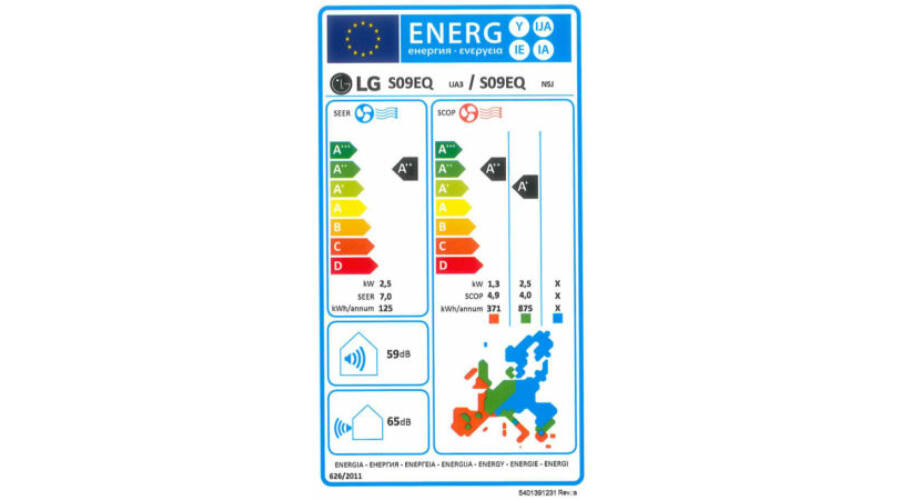 ENERG Y IJA
енергия · ενεργεια IE IA
LG S09EQ UA3 / S09EQ NSJ
SEER
A+++
A++
A+
A
B
C
D
A++
kW 2,5
SEER 7,0
kWh/annum 125
SCOP
A+++
A++
A+
A
B
C
D
A++
A+
kW 1,3 2,5 X
SCOP 4,9 4,0 X
kWh/annum 371 875 X
59dB
65dB
ENERGIA - ЕНЕРГИЯ - ΕΝΕΡΓΕΙΑ - ENERGIJA - ENERGY - ENERGIE - ENERGI
626/2011
5401391231 Rev.:a